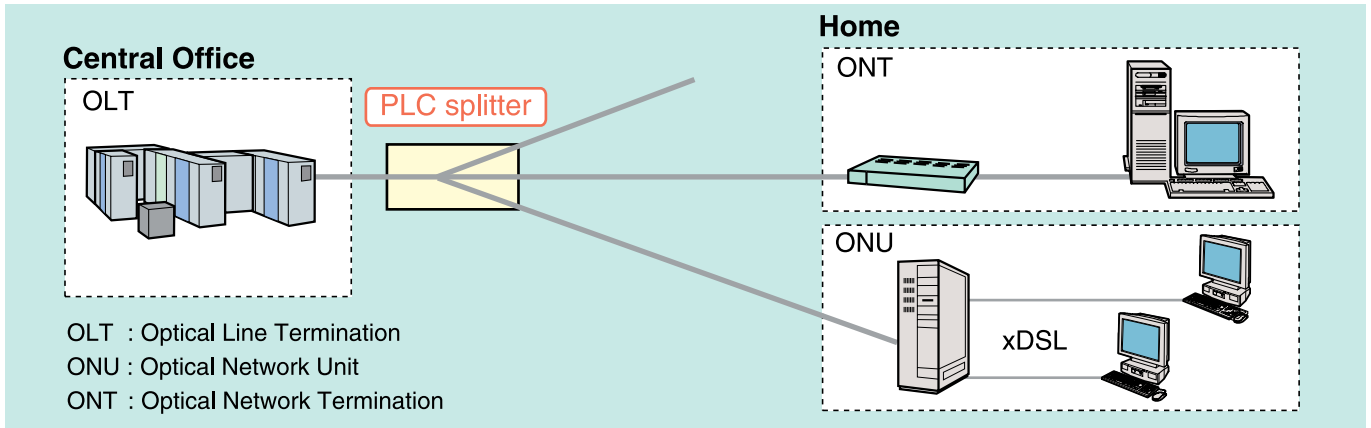 Central Office
OLT
PLC splitter
Home
ONT
ONU
xDSL
OLT : Optical Line Termination
ONU : Optical Network Unit
ONT : Optical Network Termination